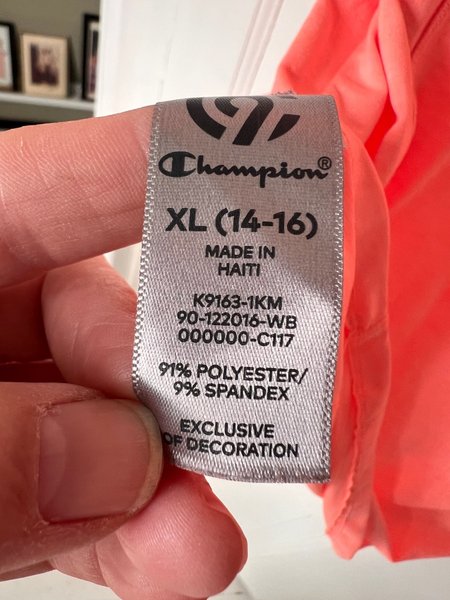 C9
Champion®
XL (14-16)
MADE IN
HAITI
K9163-1KM
90-122016-WB
000000-C117
91% POLYESTER/
9% SPANDEX
EXCLUSIVE
OF DECORATION